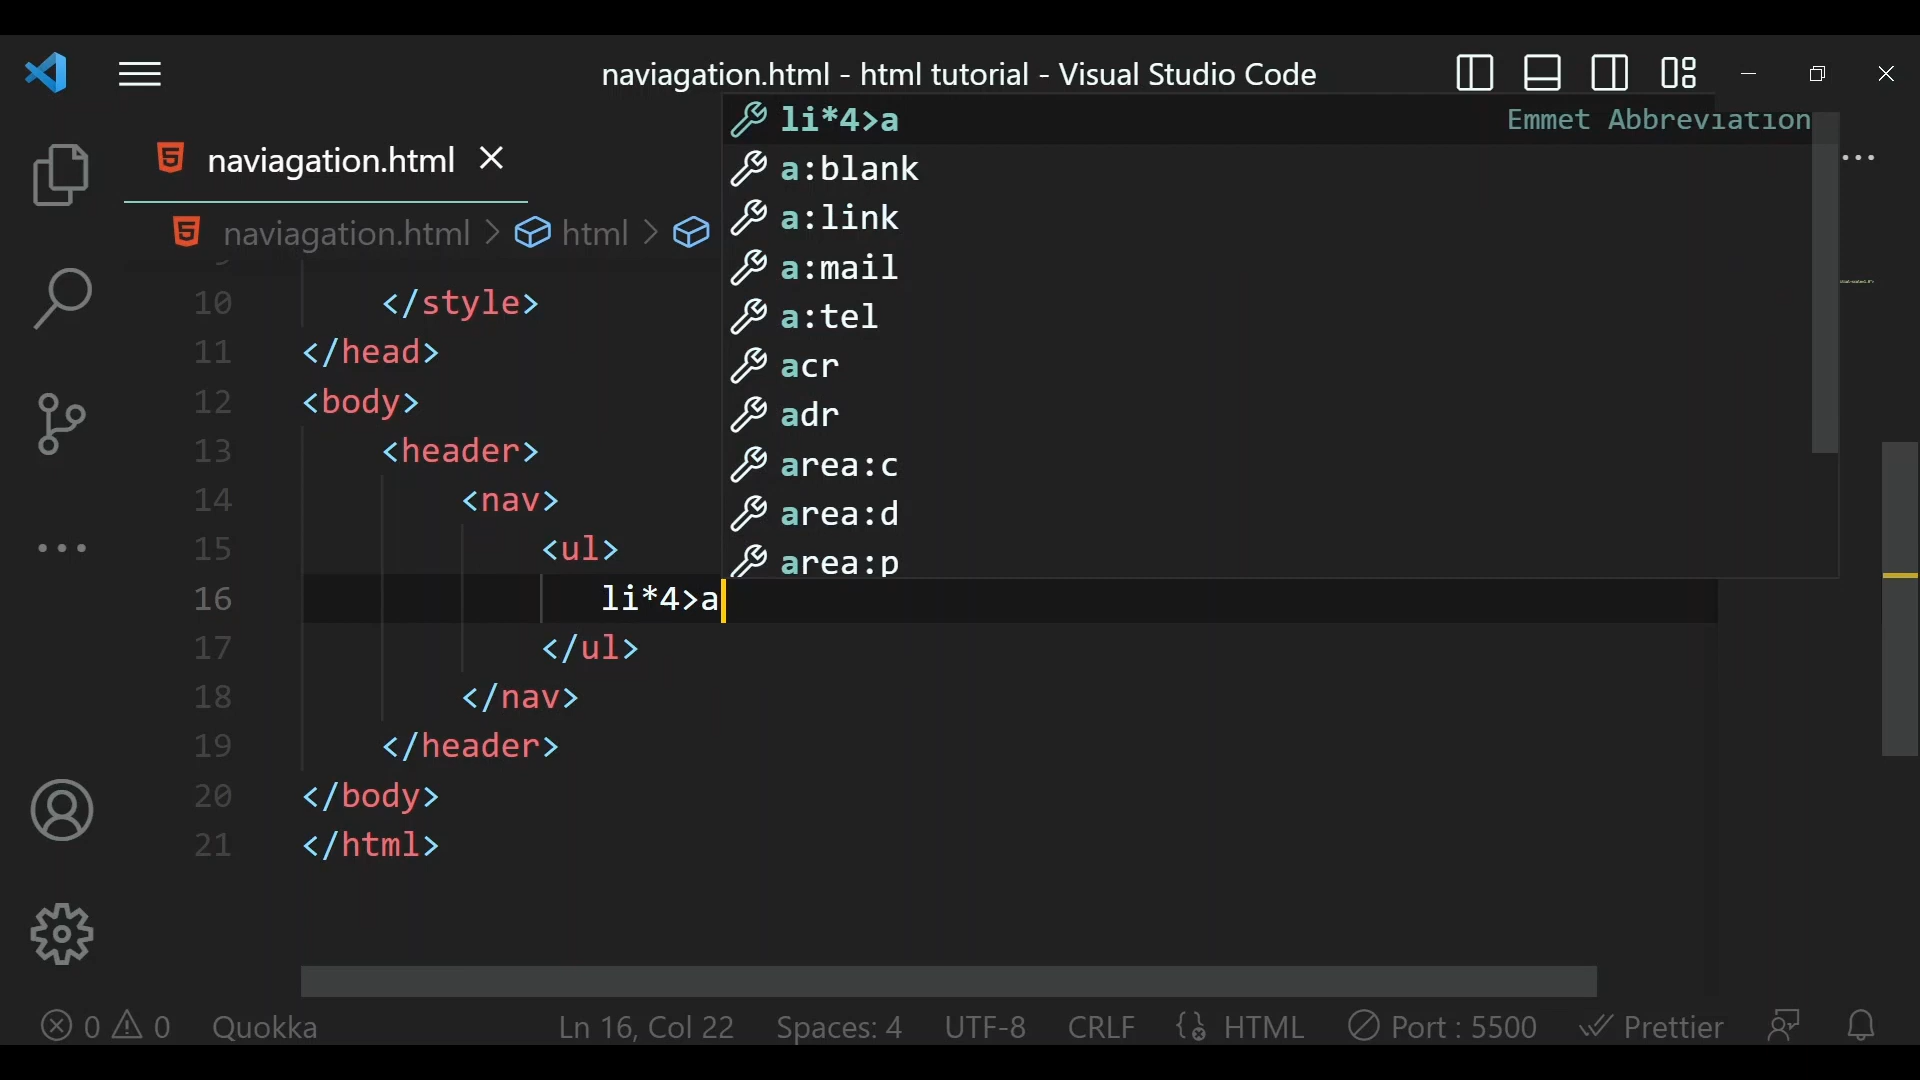 naviagation.html - html tutorial - Visual Studio Code
naviagation.html
naviagation.html > html >
li*4>a Emmet Abbreviation
a:blank
a:link
a:mail
a:tel
acr
adr
area:c
area:d
area:p
10 </style>
11 </head>
12 <body>
13 <header>
14 <nav>
15 <ul>
16 li*4>a
17 </ul>
18 </nav>
19 </header>
20 </body>
21 </html>
0 0 Quokka Ln 16, Col 22 Spaces: 4 UTF-8 CRLF HTML Port : 5500 Prettier